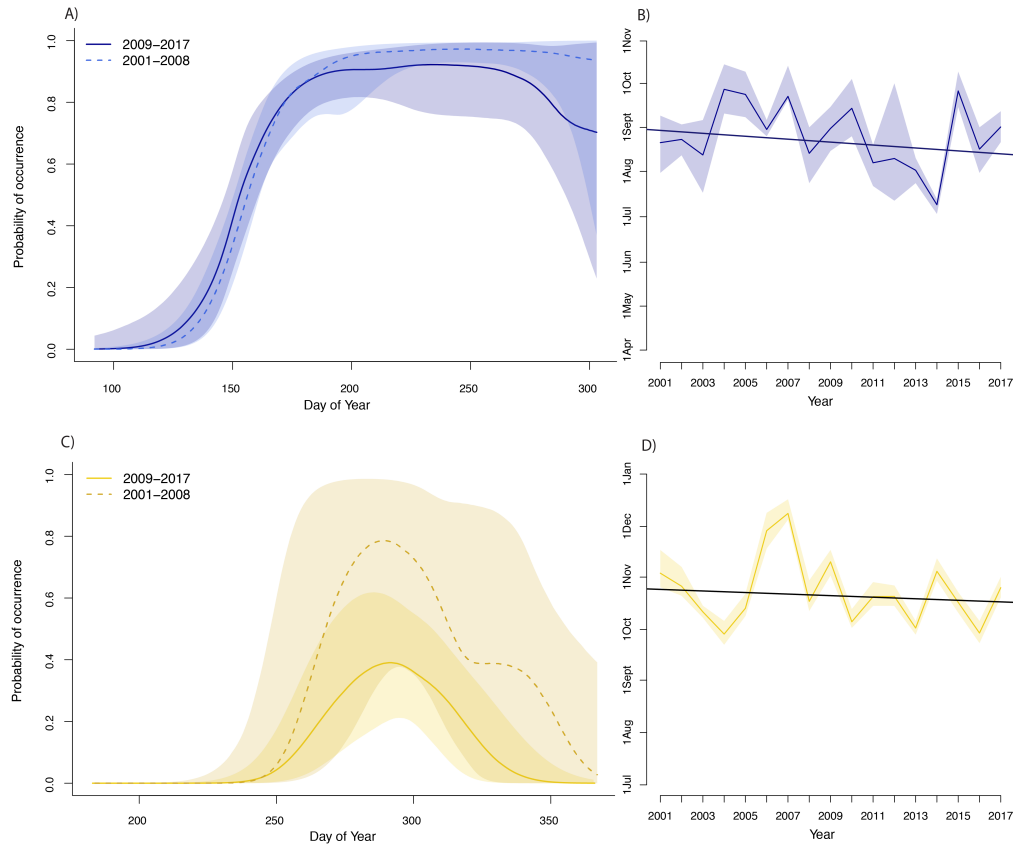 A)
2009−2017
2001−2008
Probability of occurrence
0.0
0.2
0.4
0.6
0.8
1.0
100
150
200
250
300
Day of Year
B)
1Nov
1Oct
1Sept
1Aug
1Jul
1Jun
1May
1Apr
2001
2003
2005
2007
2009
2011
2013
2015
2017
Year
C)
2009−2017
2001−2008
Probability of occurrence
0.0
0.2
0.4
0.6
0.8
1.0
200
250
300
350
Day of Year
D)
1Jan
1Dec
1Nov
1Oct
1Sept
1Aug
1Jul
2001
2003
2005
2007
2009
2011
2013
2015
2017
Year